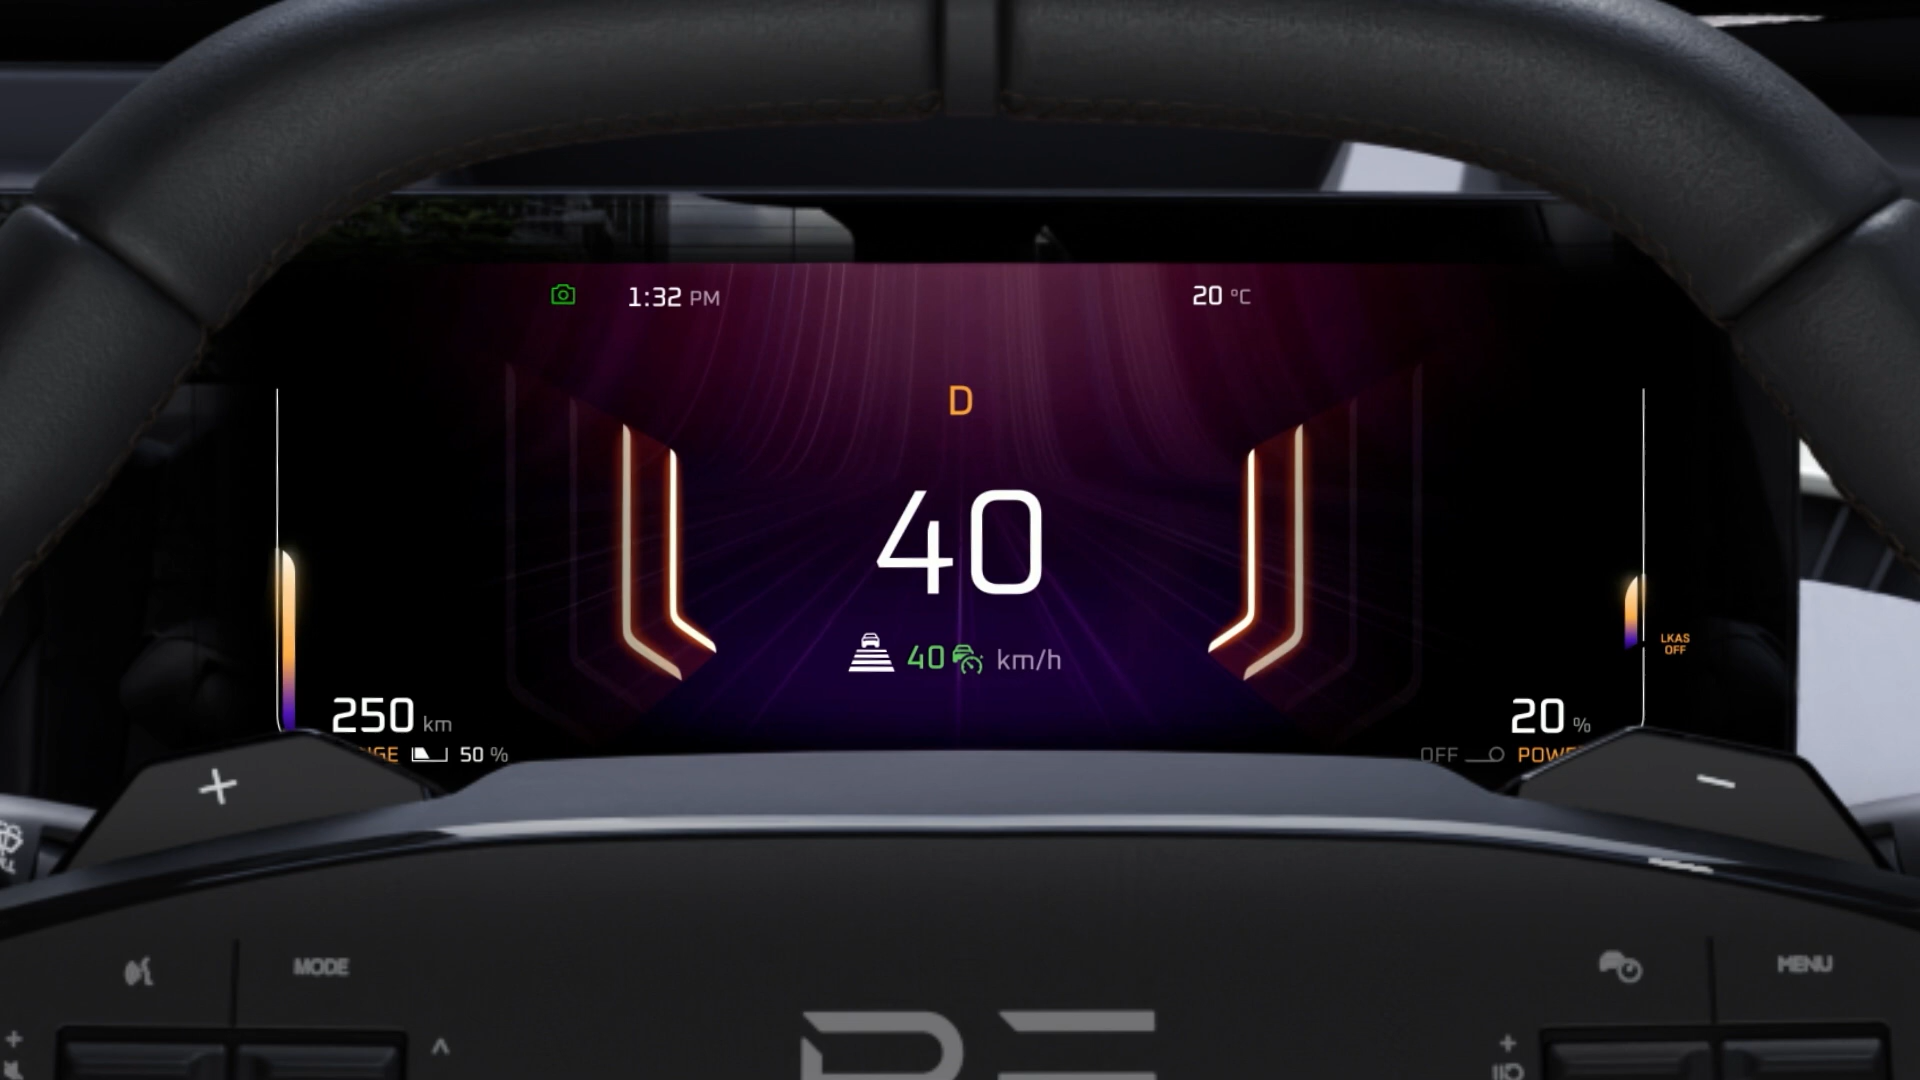 1:32 PM
20 °C
D
40
40 km/h
LKAS
OFF
250 km
50 %
20 %
OFF
+
−
MODE
MENU
+
+